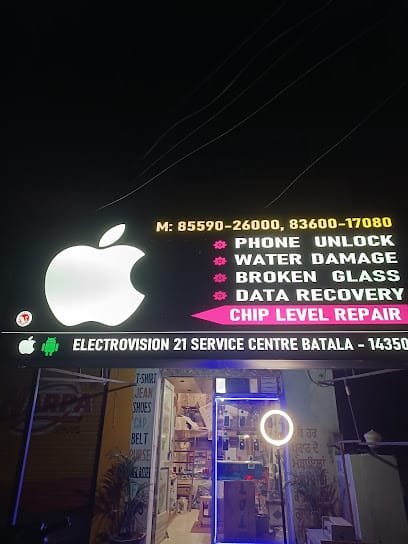 M: 85590-26000, 83600-17080
PHONE UNLOCK
WATER DAMAGE
BROKEN GLASS
DATA RECOVERY
CHIP LEVEL REPAIR
ELECTROVISION 21 SERVICE CENTRE BATALA - 14350
T-SHIRT
JEAN
SHOES
CAP
BELT
PURSE